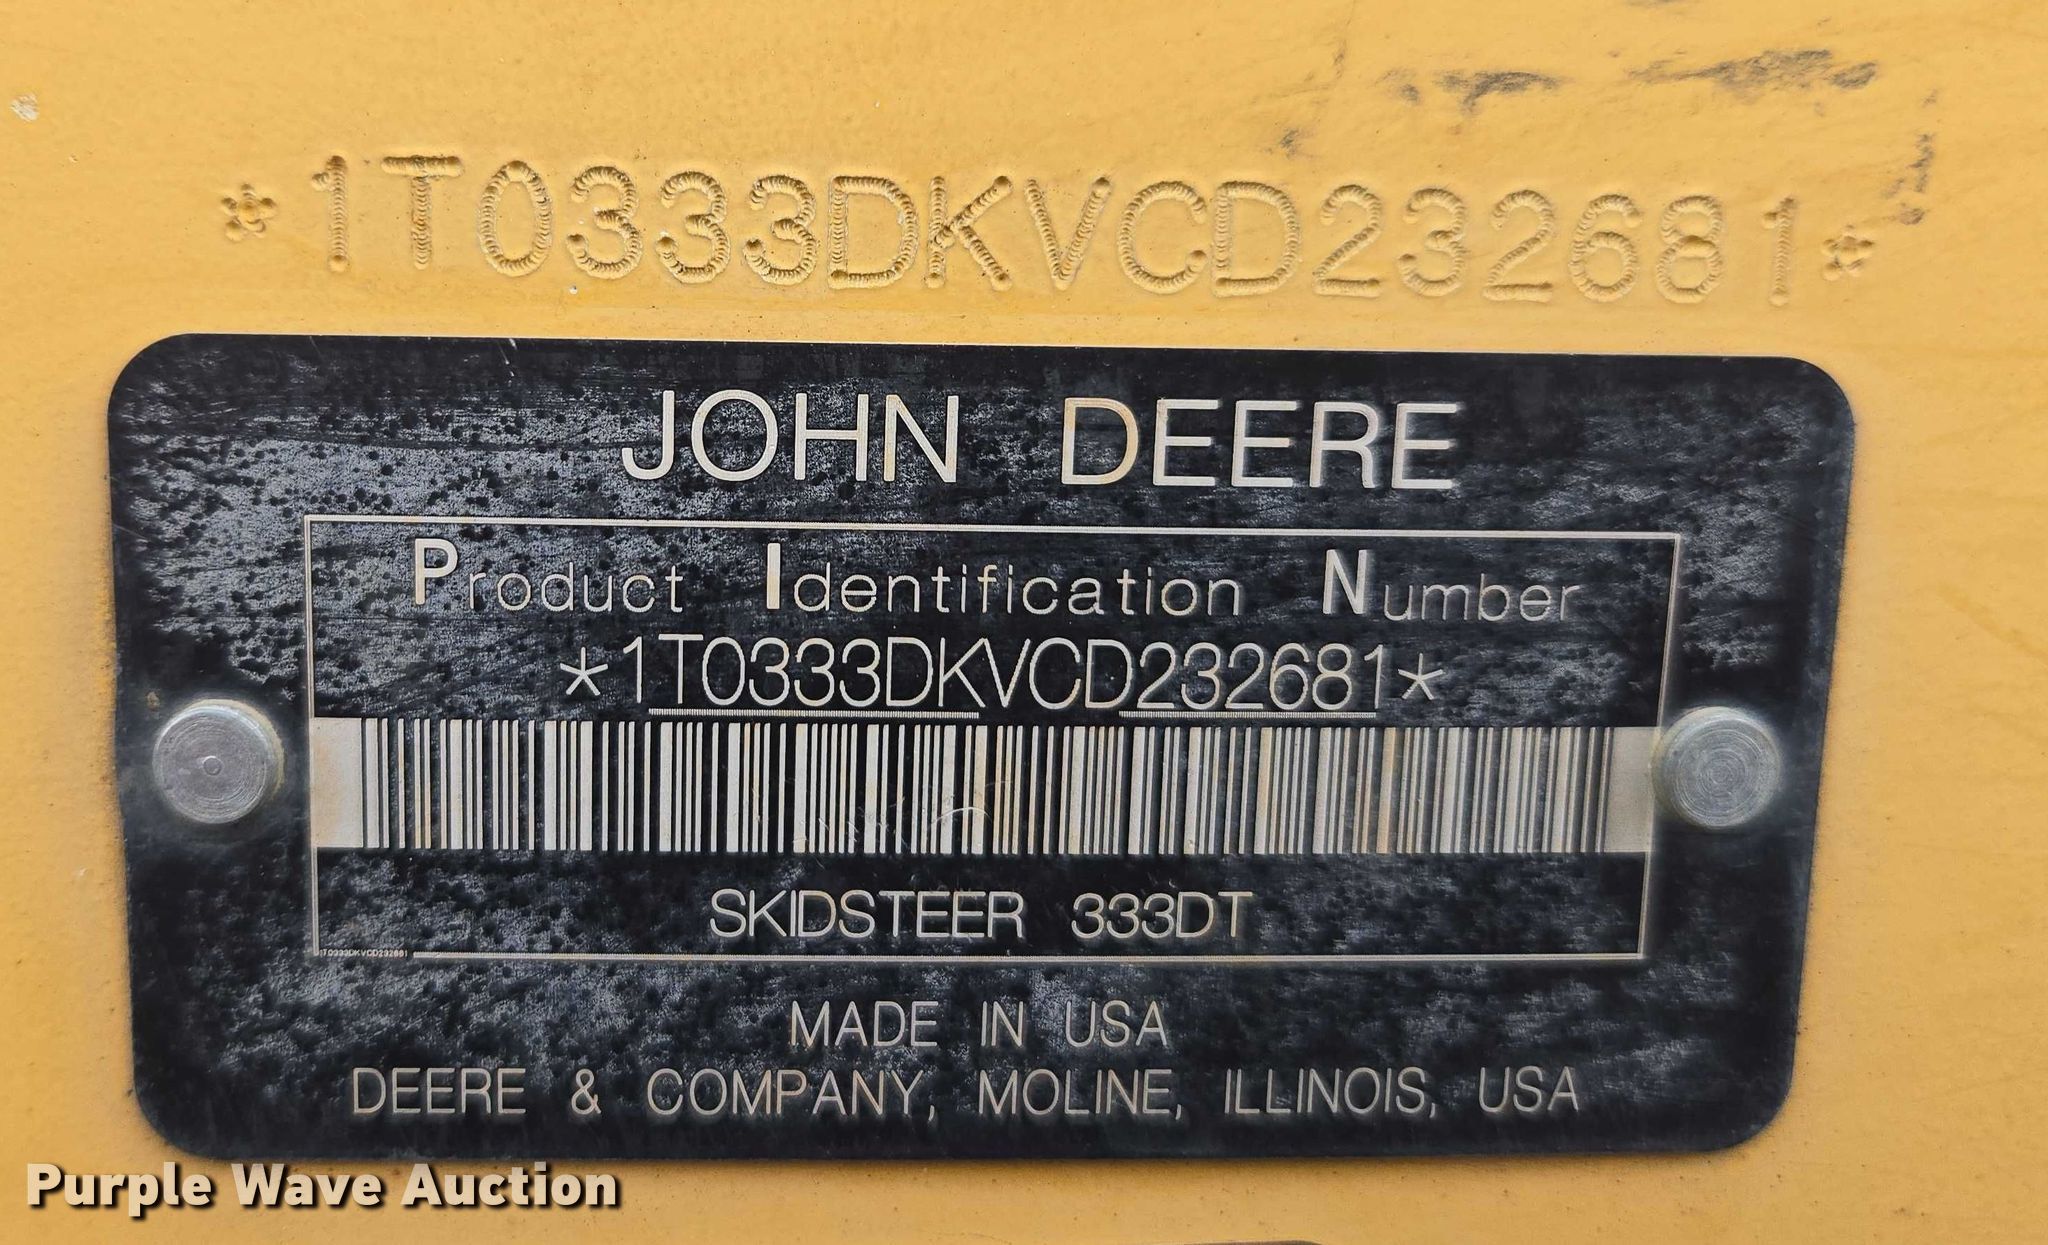 *1T0333DKVCD232681*
JOHN DEERE
Product Identification Number
*1T0333DKVCD232681*
SKIDSTEER 333DT
1T0333DKVCD232681
MADE IN USA
DEERE & COMPANY, MOLINE, ILLINOIS, USA
Purple Wave Auction